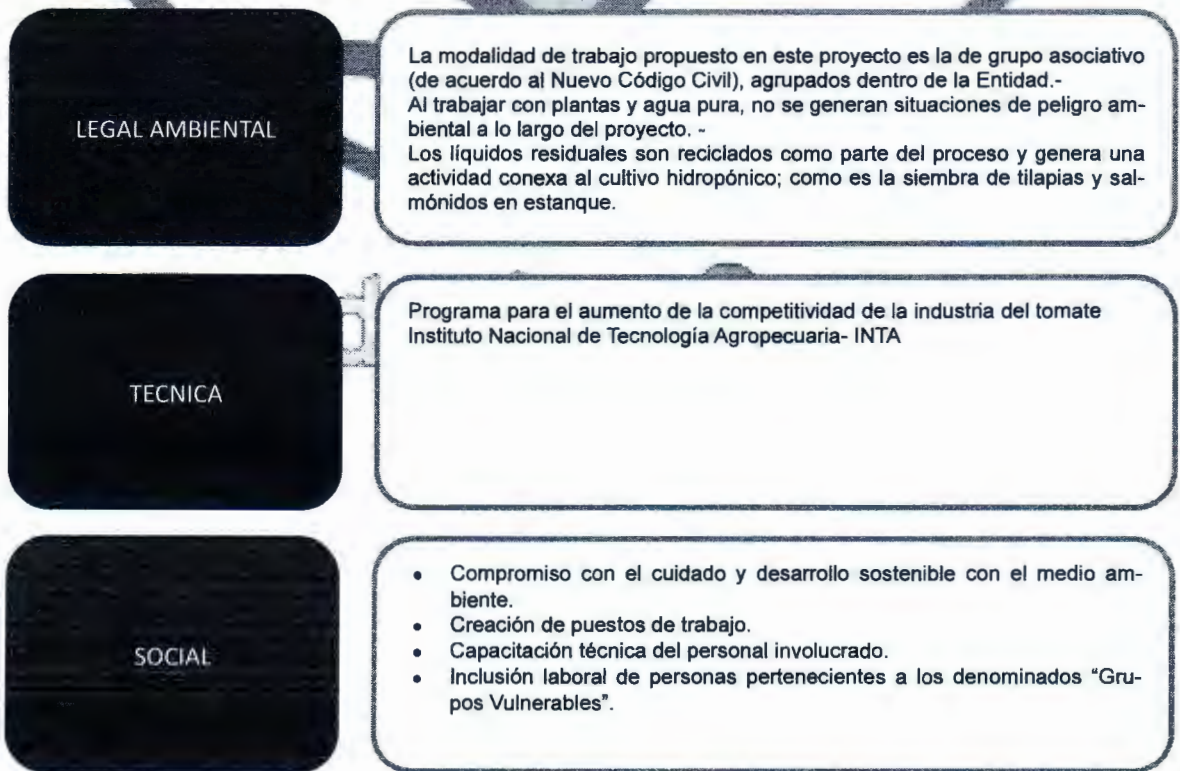 LEGAL AMBIENTAL
La modalidad de trabajo propuesto en este proyecto es la de grupo asociativo
(de acuerdo al Nuevo Código Civil), agrupados dentro de la Entidad.-
Al trabajar con plantas y agua pura, no se generan situaciones de peligro am-
biental a lo largo del proyecto. -
Los líquidos residuales son reciclados como parte del proceso y genera una
actividad conexa al cultivo hidropónico; como es la siembra de tilapias y sal-
mónidos en estanque.
TECNICA
Programa para el aumento de la competitividad de la industria del tomate
Instituto Nacional de Tecnología Agropecuaria- INTA
SOCIAL
• Compromiso con el cuidado y desarrollo sostenible con el medio am-
biente.
• Creación de puestos de trabajo.
• Capacitación técnica del personal involucrado.
• Inclusión laboral de personas pertenecientes a los denominados “Gru-
pos Vulnerables”.